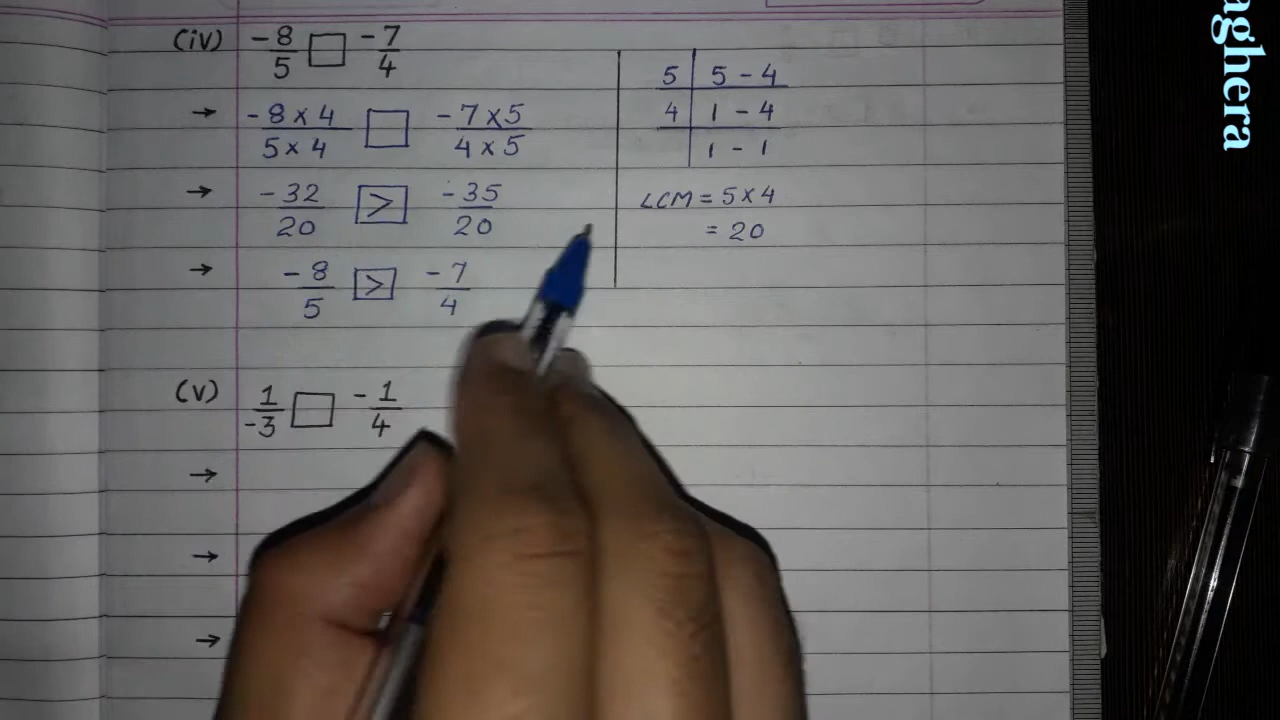 (iv) -8/5 □ -7/4
→ -8×4/5×4 □ -7×5/4×5
→ -32/20 > -35/20
→ -8/5 > -7/4
5 | 5 - 4
4 | 1 - 4
1 - 1
LCM = 5×4
= 20
(v) 1/-3 □ -1/4
→
→
→
aghera